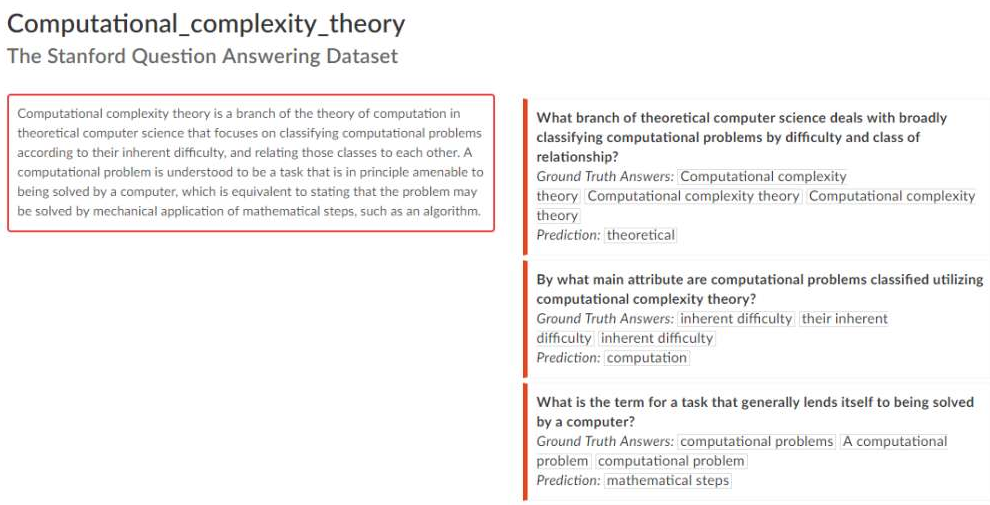 Computational_complexity_theory
The Stanford Question Answering Dataset
Computational complexity theory is a branch of the theory of computation in
theoretical computer science that focuses on classifying computational problems
according to their inherent difficulty, and relating those classes to each other. A
computational problem is understood to be a task that is in principle amenable to
being solved by a computer, which is equivalent to stating that the problem may
be solved by mechanical application of mathematical steps, such as an algorithm.
What branch of theoretical computer science deals with broadly
classifying computational problems by difficulty and class of
relationship?
Ground Truth Answers: Computational complexity
theory Computational complexity theory Computational complexity
theory
Prediction: theoretical
By what main attribute are computational problems classified utilizing
computational complexity theory?
Ground Truth Answers: inherent difficulty their inherent
difficulty inherent difficulty
Prediction: computation
What is the term for a task that generally lends itself to being solved
by a computer?
Ground Truth Answers: computational problems A computational
problem computational problem
Prediction: mathematical steps